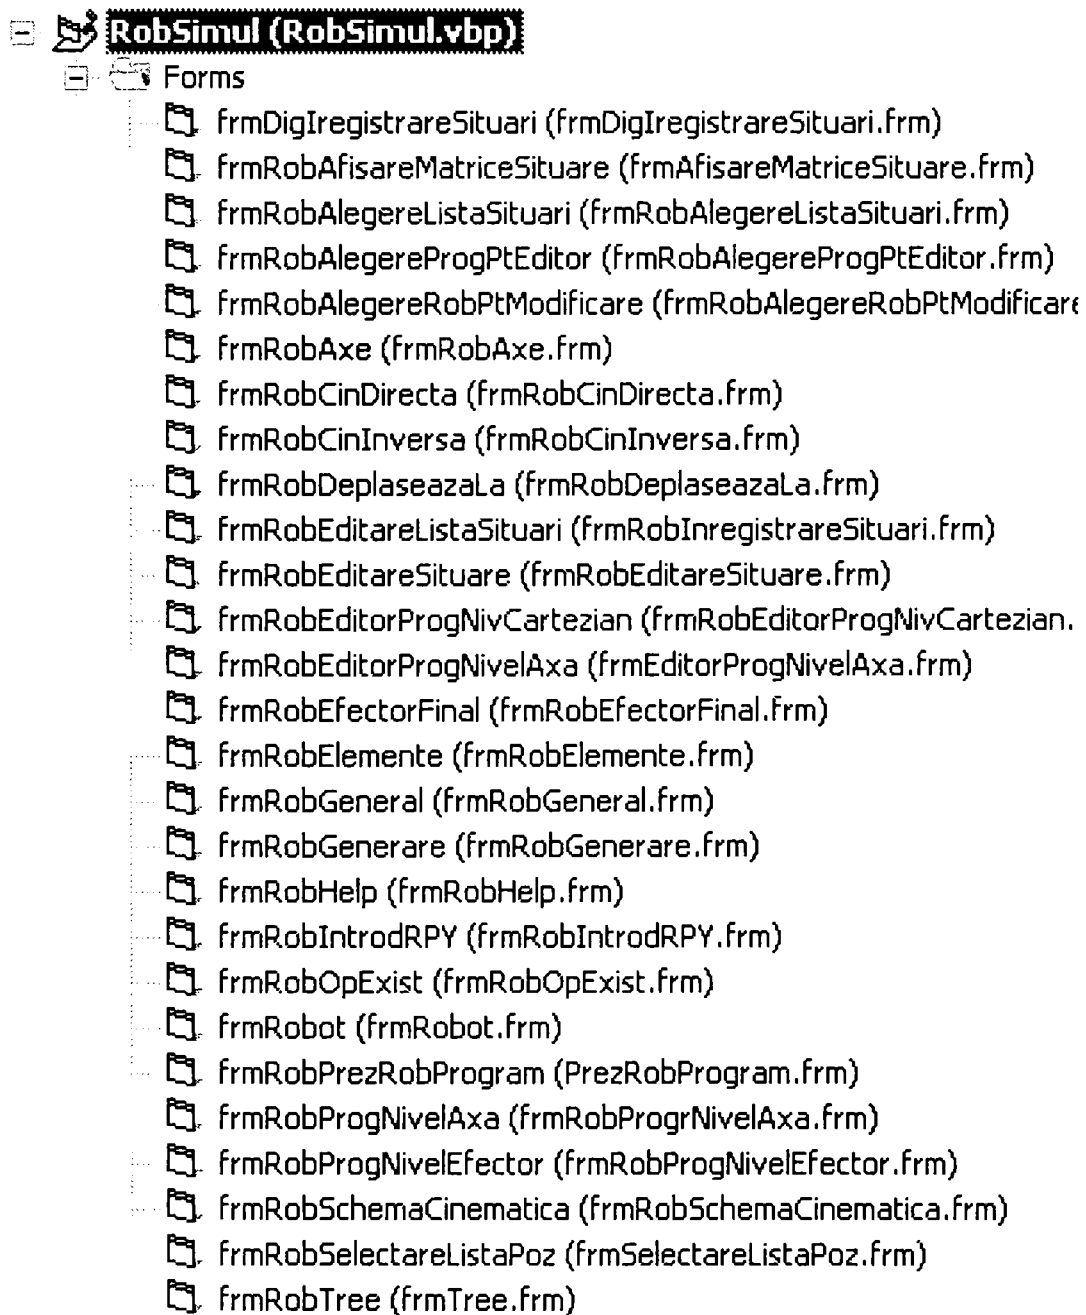 RobSimul (RobSimul.vbp)
Forms
frmDigIregistrareSituari (frmDigIregistrareSituari.frm)
frmRobAfisareMatriceSituare (frmAfisareMatriceSituare.frm)
frmRobAlegereListaSituari (frmRobAlegereListaSituari.frm)
frmRobAlegereProgPtEditor (frmRobAlegereProgPtEditor.frm)
frmRobAlegereRobPtModificare (frmRobAlegereRobPtModificare
frmRobAxe (frmRobAxe.frm)
frmRobCinDirecta (frmRobCinDirecta.frm)
frmRobCinInversa (frmRobCinInversa.frm)
frmRobDeplaseazaLa (frmRobDeplaseazaLa.frm)
frmRobEditareListaSituari (frmRobInregistrareSituari.frm)
frmRobEditareSituare (frmRobEditareSituare.frm)
frmRobEditorProgNivCartezian (frmRobEditorProgNivCartezian.
frmRobEditorProgNivelAxa (frmEditorProgNivelAxa.frm)
frmRobEfectorFinal (frmRobEfectorFinal.frm)
frmRobElemente (frmRobElemente.frm)
frmRobGeneral (frmRobGeneral.frm)
frmRobGenerare (frmRobGenerare.frm)
frmRobHelp (frmRobHelp.frm)
frmRobIntrodRPY (frmRobIntrodRPY.frm)
frmRobOpExist (frmRobOpExist.frm)
frmRobot (frmRobot.frm)
frmRobPrezRobProgram (PrezRobProgram.frm)
frmRobProgNivelAxa (frmRobProgrNivelAxa.frm)
frmRobProgNivelEfector (frmRobProgNivelEfector.frm)
frmRobSchemaCinematica (frmRobSchemaCinematica.frm)
frmRobSelectareListaPoz (frmSelectareListaPoz.frm)
frmRobTree (frmTree.frm)